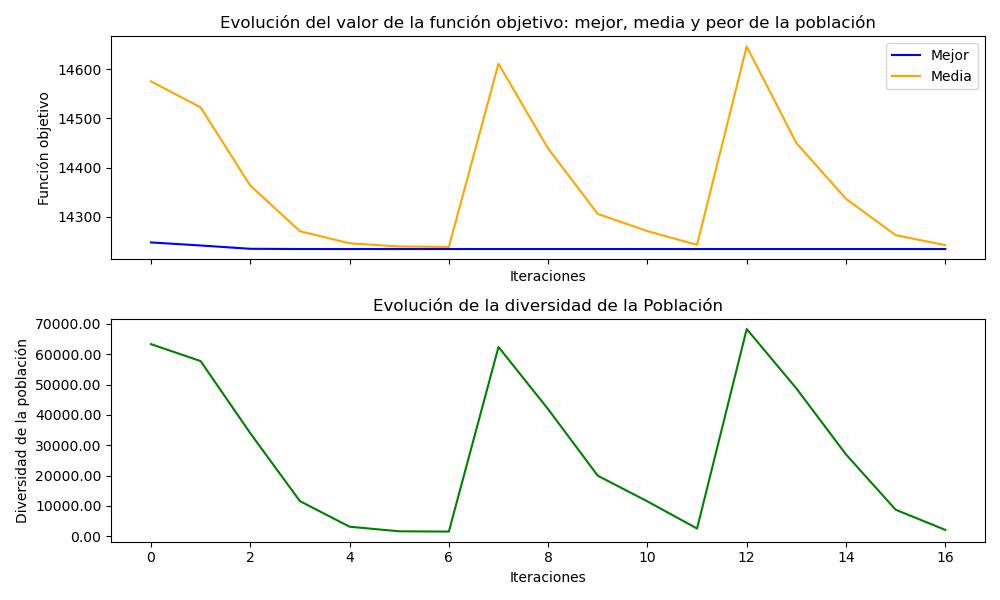 Evolución del valor de la función objetivo: mejor, media y peor de la población
Función objetivo
14600
14500
14400
14300
Mejor
Media
Iteraciones
Evolución de la diversidad de la Población
Diversidad de la población
70000.00
60000.00
50000.00
40000.00
30000.00
20000.00
10000.00
0.00
0 2 4 6 8 10 12 14 16
Iteraciones